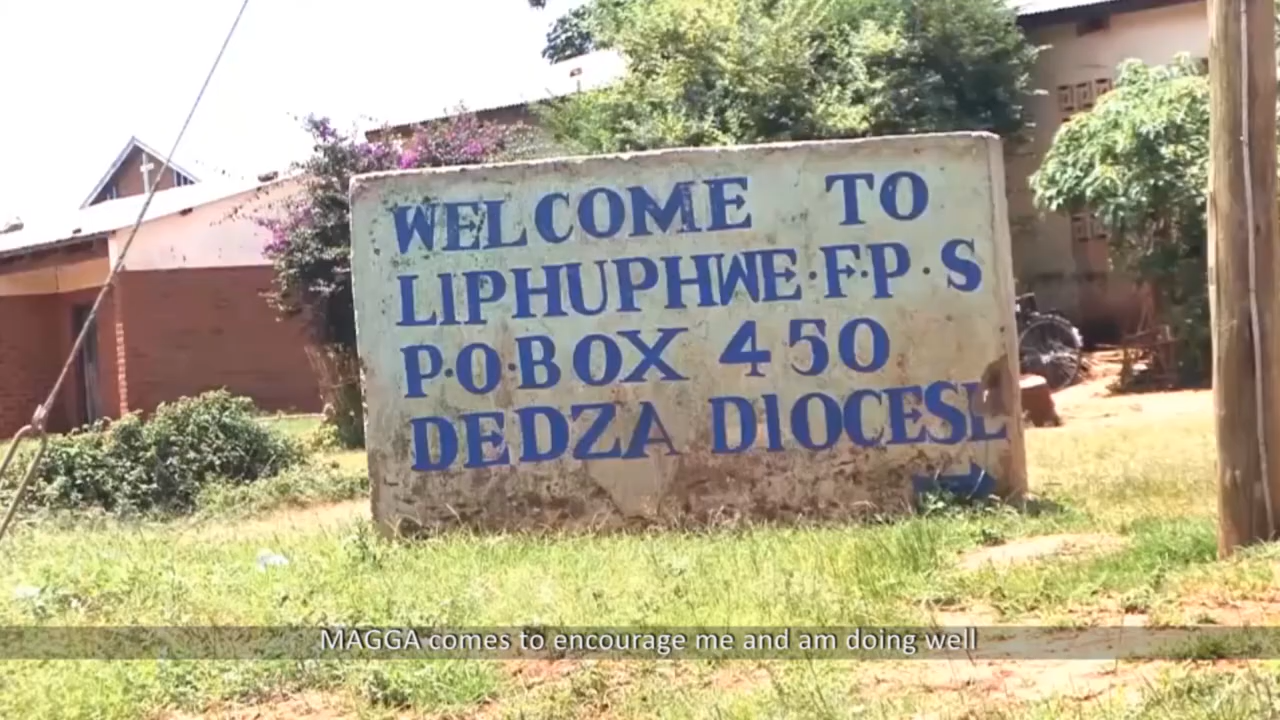 WELCOME TO
LIPHUPHWE·F·P·S
P·O·BOX 450
DEDZA DIOCESE
MAGGA comes to encourage me and am doing well